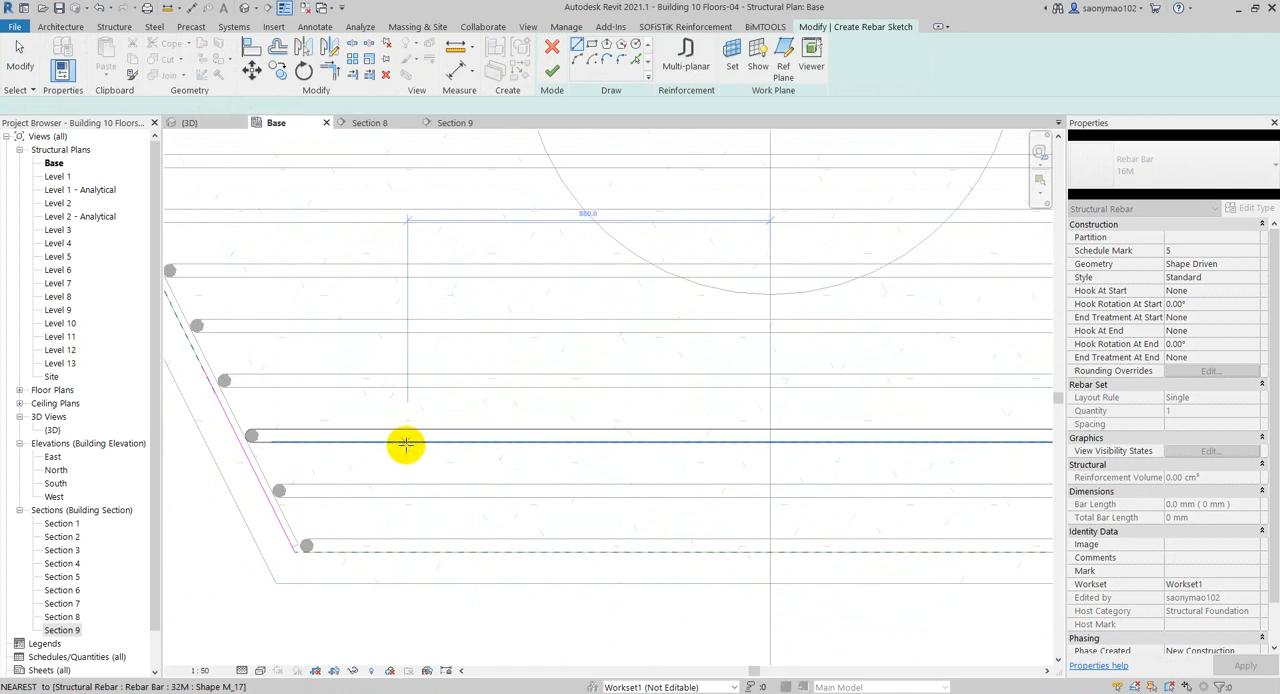 Autodesk Revit 2021.1 - Building 10 Floors-04 - Structural Plan: Base
saonymao102
File Architecture Structure Steel Precast Systems Insert Annotate Analyze Massing & Site Collaborate View Manage Add-Ins SOFiSTiK Reinforcement BiMTOOLS Modify | Create Rebar Sketch
Modify Paste Cope Cut Join Multi-planar Set Show Ref Plane Viewer
Select Properties Clipboard Geometry Modify View Measure Create Mode Draw Reinforcement Work Plane
Project Browser - Building 10 Floors...
{3D} Base Section 8 Section 9
Properties
Views (all)
Structural Plans
Base
Level 1
Level 1 - Analytical
Level 2
Level 2 - Analytical
Level 3
Level 4
Level 5
Level 6
Level 7
Level 8
Level 9
Level 10
Level 11
Level 12
Level 13
Site
Floor Plans
Ceiling Plans
3D Views
{3D}
Elevations (Building Elevation)
East
North
South
West
Sections (Building Section)
Section 1
Section 2
Section 3
Section 4
Section 5
Section 6
Section 7
Section 8
Section 9
Legends
Schedules/Quantities (all)
Sheets (all)
880.0
2D
1 : 50
Rebar Bar
16M
Structural Rebar Edit Type
Construction
Partition
Schedule Mark 5
Geometry Shape Driven
Style Standard
Hook At Start None
Hook Rotation At Start 0.00°
End Treatment At Start None
Hook At End None
Hook Rotation At End 0.00°
End Treatment At End None
Rounding Overrides Edit...
Rebar Set
Layout Rule Single
Quantity 1
Spacing
Graphics
View Visibility States Edit...
Structural
Reinforcement Volume 0.00 cm³
Dimensions
Bar Length 0.0 mm ( 0 mm )
Total Bar Length 0 mm
Identity Data
Image
Comments
Mark
Workset Workset1
Edited by saonymao102
Host Category Structural Foundation
Host Mark
Phasing
Phase Created New Construction
Properties help Apply
NEAREST to [Structural Rebar : Rebar Bar : 32M : Shape M_17] Workset1 (Not Editable) :0 Main Model :0